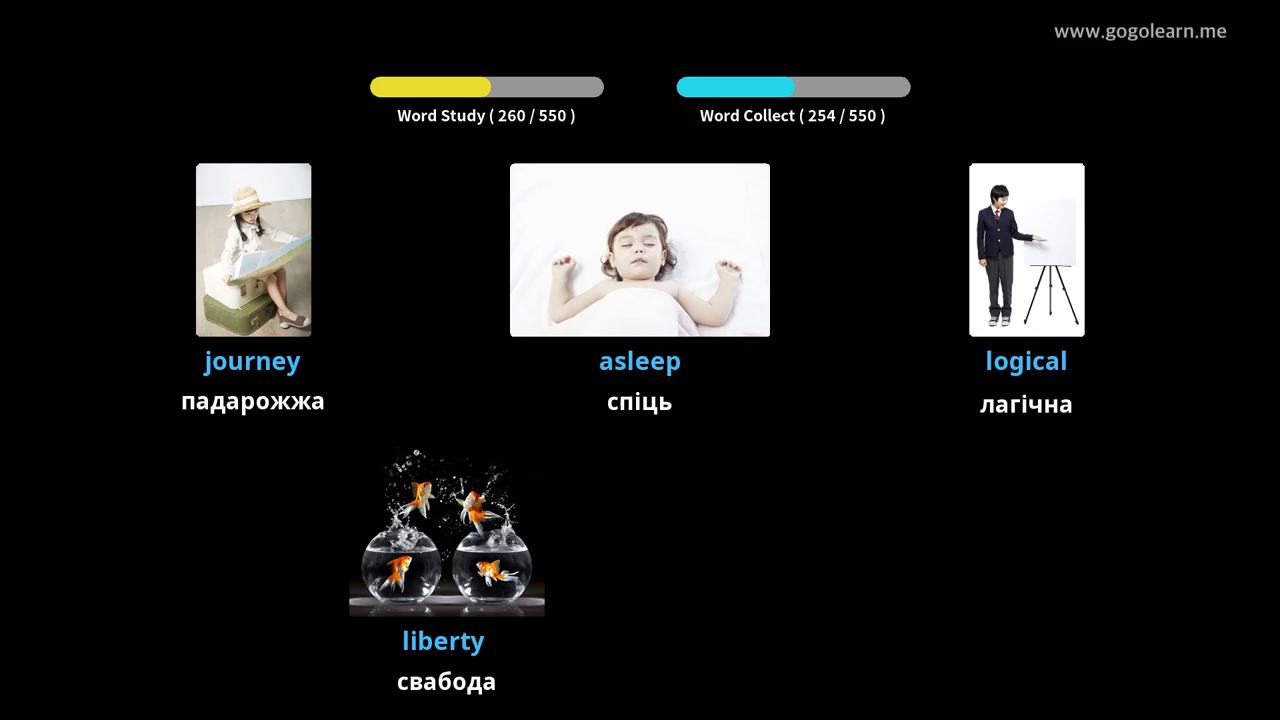 www.gogolearn.me
Word Study ( 260 / 550 )
Word Collect ( 254 / 550 )
journey
падарожжа
asleep
спіць
logical
лагічна
liberty
свабода